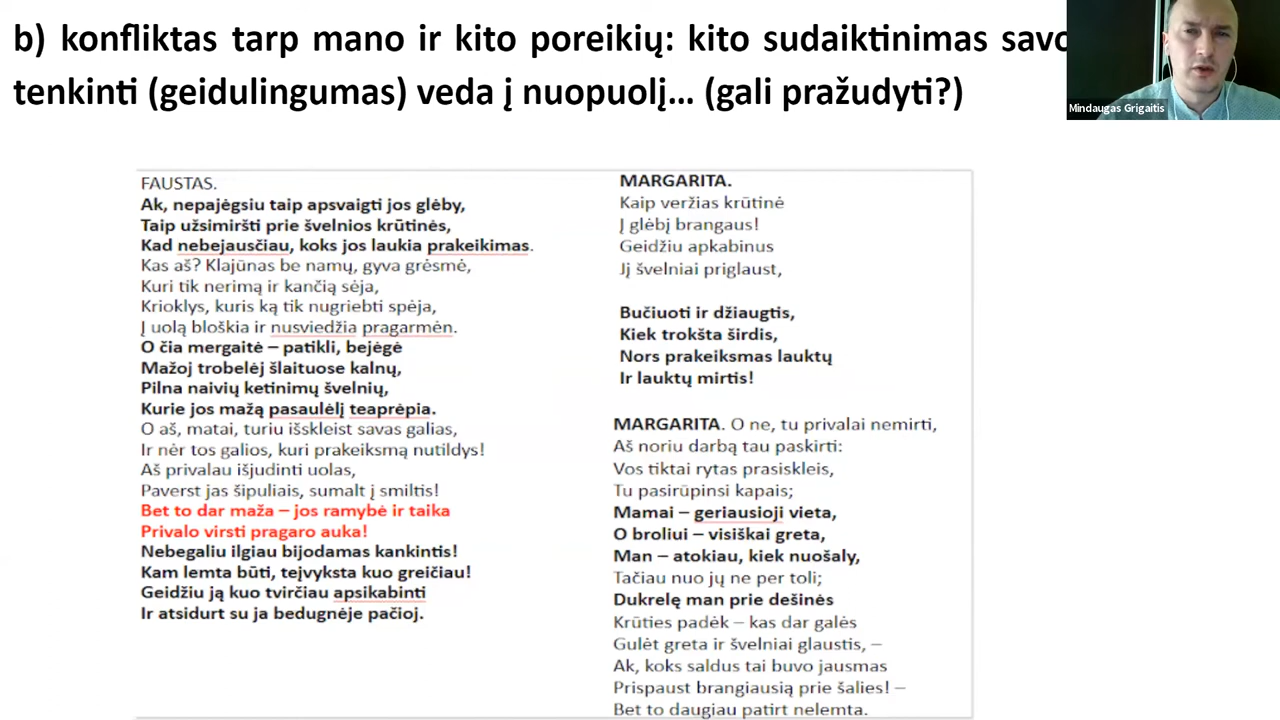 b) konfliktas tarp mano ir kito poreikių: kito sudaiktinimas
tenkinti (geidulingumas) veda į nuopuolį... (gali pražudyti?)
Mindaugas Grigaitis
FAUSTAS.
Ak, nepajėgsiu taip apsvaigti jos glėby,
Taip užsimiršti prie švelnios krūtinės,
Kad nebejausčiau, koks jos laukia prakeikimas.
Kas aš? Klajūnas be namų, gyva grėsmė,
Kuri tik nerimą ir kančią sėja,
Krioklys, kuris ką tik nugriebti spėja,
Į uolą bloškia ir nusviedžia pragarmėn.
O čia mergaitė – patikli, bejėgė
Mažoj trobelėj šlaituose kalnų,
Pilna naivių ketinimų švelnių,
Kurie jos mažą pasaulėlį teaprėpia.
O aš, matai, turiu išskleist savas galias,
Ir nėr tos galios, kuri prakeiksmą nutildys!
Aš privalau išjudinti uolas,
Paverst jas šipuliais, sumalt į smiltis!
Bet to dar maža – jos ramybė ir taika
Privalo virsti pragaro auka!
Nebegaliu ilgiau bijodamas kankintis!
Kam lemta būti, teįvyksta kuo greičiau!
Geidžiu ją kuo tvirčiau apsikabinti
Ir atsidurt su ja bedugnėje pačioj.
MARGARITA.
Kaip veržias krūtinė
Į glėbį brangaus!
Geidžiu apkabinus
Jį švelniai priglaust,
Bučiuoti ir džiaugtis,
Kiek trokšta širdis,
Nors prakeiksmas lauktų
Ir lauktų mirtis!
MARGARITA. O ne, tu privalai nemirti,
Aš noriu darbą tau paskirti:
Vos tiktai rytas prasiskleis,
Tu pasirūpinsi kapais;
Mamai – geriausioji vieta,
O broliui – visiškai greta,
Man – atokiau, kiek nuošaly,
Tačiau nuo jų ne per toli;
Dukrelę man prie dešinės
Krūties padėk – kas dar galės
Gulėt greta ir švelniai glaustis, –
Ak, koks saldus tai buvo jausmas
Prispaust brangiausią prie šalies! –
Bet to daugiau patirt nelemta.